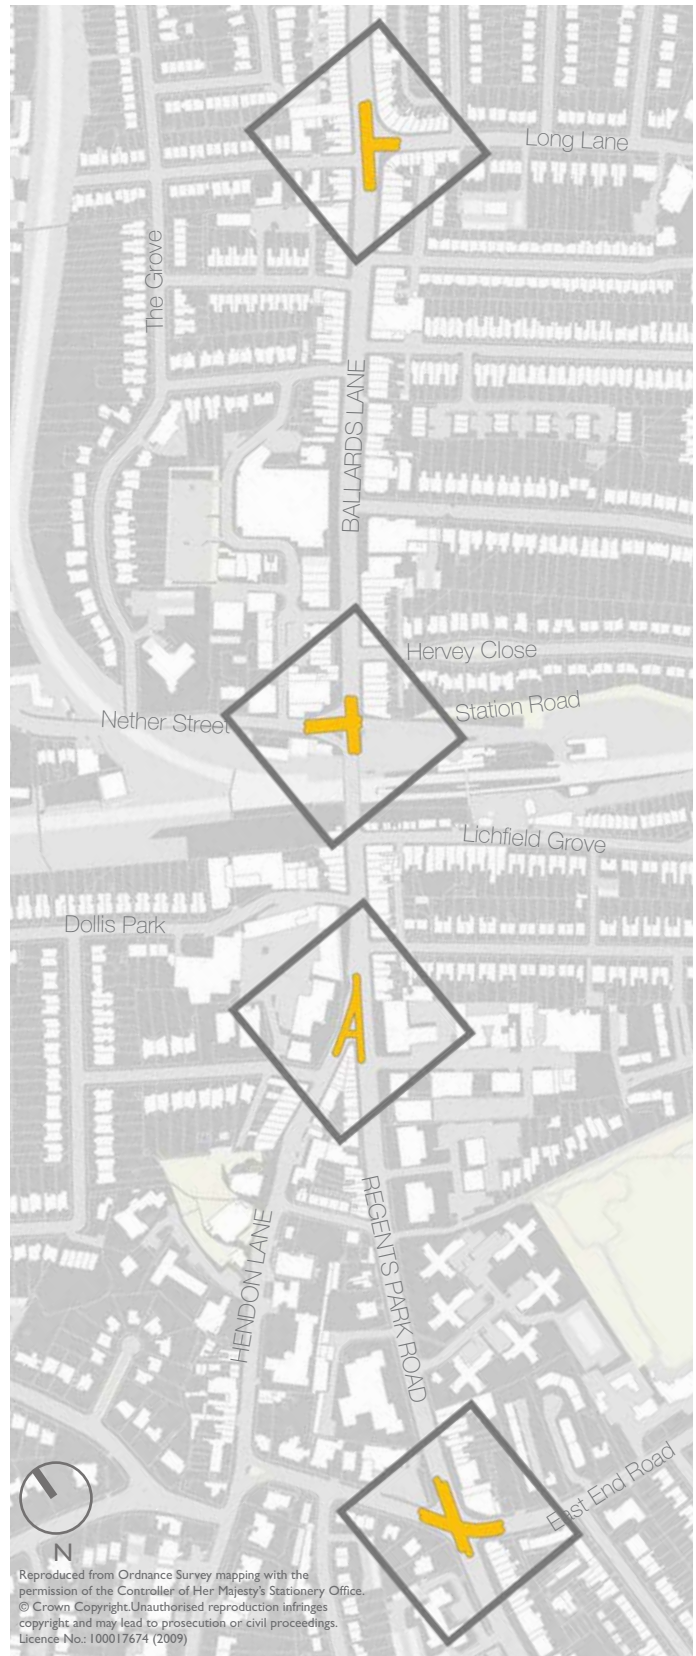 Long Lane
The Grove
BALLARDS LANE
Hervey Close
Station Road
Nether Street
Lichfield Grove
Dollis Park
REGENTS PARK ROAD
HENDON LANE
East End Road
N
Reproduced from Ordnance Survey mapping with the
permission of the Controller of Her Majesty's Stationery Office.
© Crown Copyright.Unauthorised reproduction infringes
copyright and may lead to prosecution or civil proceedings.
Licence No.: 100017674 (2009)